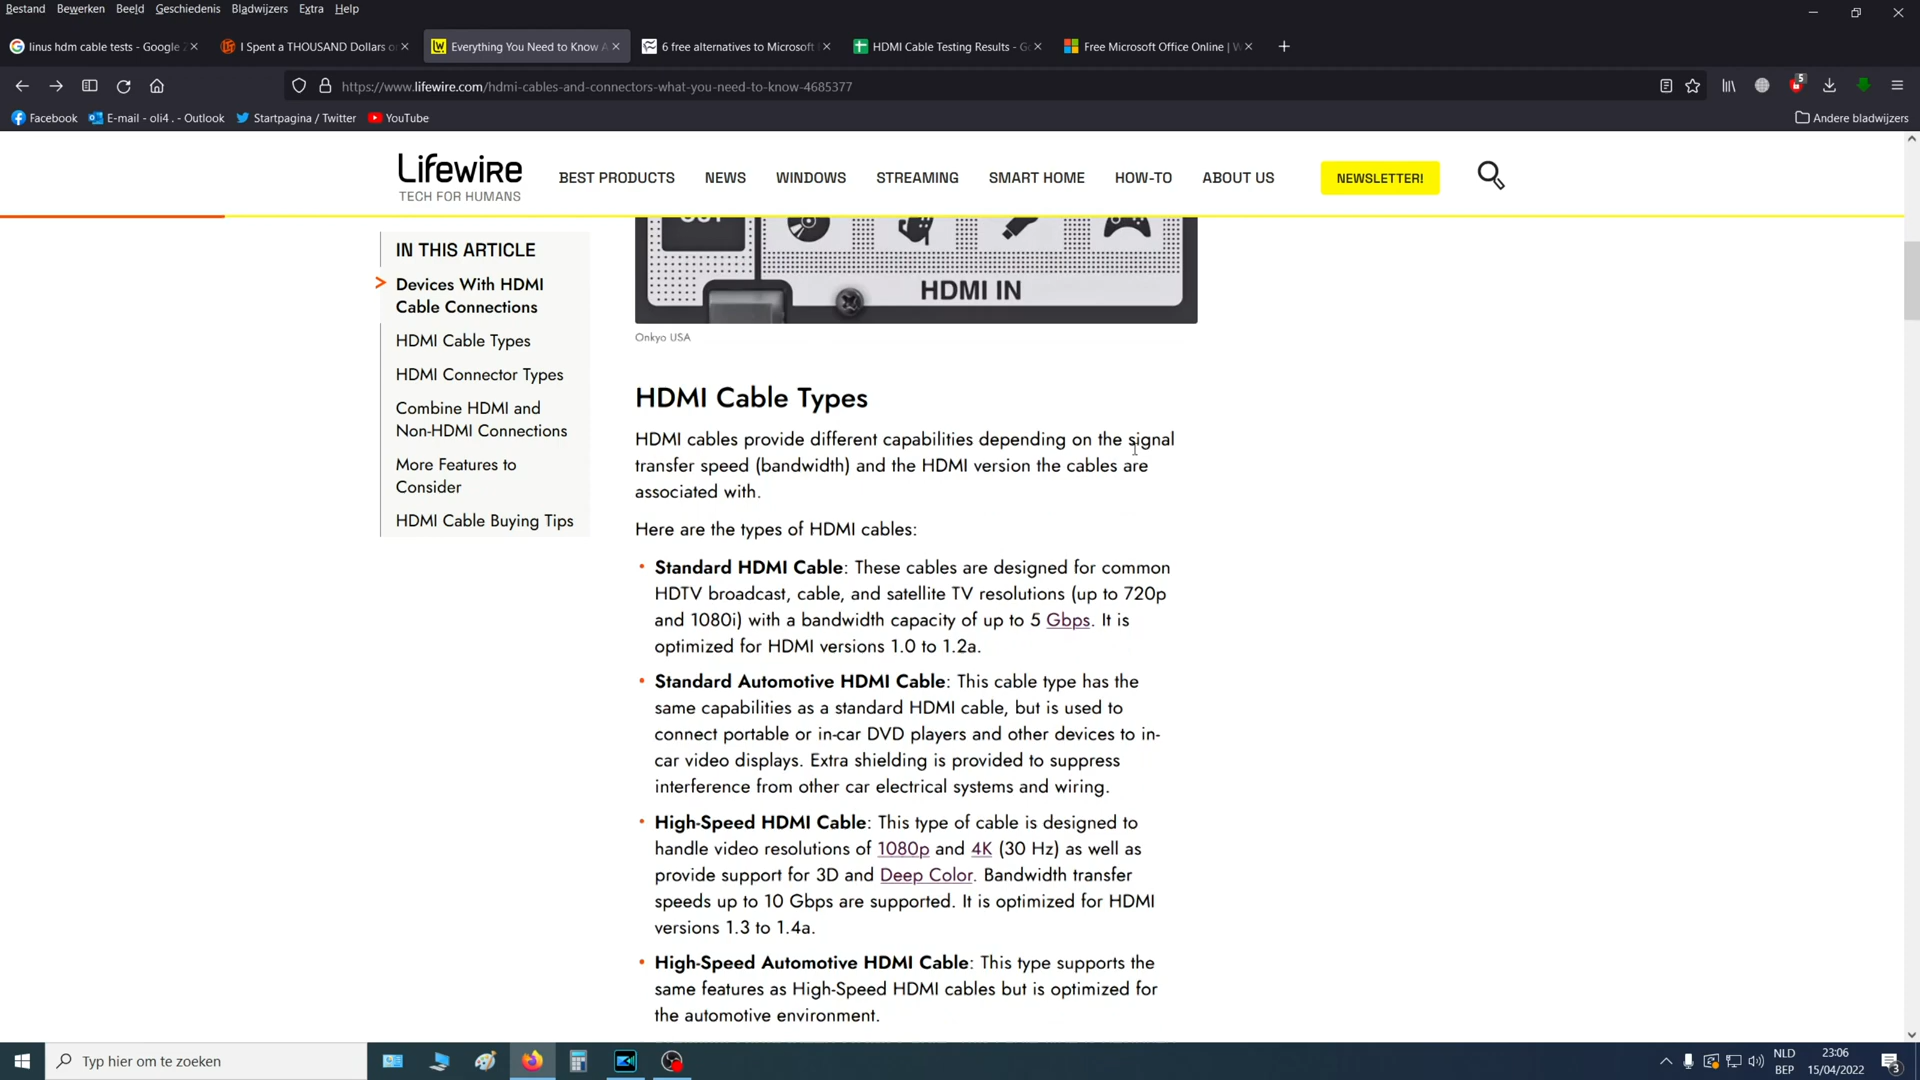 Bestand Bewerken Beeld Geschiedenis Bladwijzers Extra Help
linus hdm cable tests - Google
I Spent a THOUSAND Dollars o
Everything You Need to Know A
6 free alternatives to Microsoft
HDMI Cable Testing Results - G
Free Microsoft Office Online | W
https://www.lifewire.com/hdmi-cables-and-connectors-what-you-need-to-know-4685377
5
Facebook E-mail - oli4 . - Outlook Startpagina / Twitter YouTube Andere bladwijzers
Lifewire
TECH FOR HUMANS
BEST PRODUCTS NEWS WINDOWS STREAMING SMART HOME HOW-TO ABOUT US NEWSLETTER!
IN THIS ARTICLE
> Devices With HDMI
Cable Connections
HDMI Cable Types
HDMI Connector Types
Combine HDMI and
Non-HDMI Connections
More Features to
Consider
HDMI Cable Buying Tips
OUT
HDMI IN
Onkyo USA
HDMI Cable Types
HDMI cables provide different capabilities depending on the signal
transfer speed (bandwidth) and the HDMI version the cables are
associated with.
Here are the types of HDMI cables:
• Standard HDMI Cable: These cables are designed for common
HDTV broadcast, cable, and satellite TV resolutions (up to 720p
and 1080i) with a bandwidth capacity of up to 5 Gbps. It is
optimized for HDMI versions 1.0 to 1.2a.
• Standard Automotive HDMI Cable: This cable type has the
same capabilities as a standard HDMI cable, but is used to
connect portable or in-car DVD players and other devices to in-
car video displays. Extra shielding is provided to suppress
interference from other car electrical systems and wiring.
• High-Speed HDMI Cable: This type of cable is designed to
handle video resolutions of 1080p and 4K (30 Hz) as well as
provide support for 3D and Deep Color. Bandwidth transfer
speeds up to 10 Gbps are supported. It is optimized for HDMI
versions 1.3 to 1.4a.
• High-Speed Automotive HDMI Cable: This type supports the
same features as High-Speed HDMI cables but is optimized for
the automotive environment.
Typ hier om te zoeken
NLD
BEP
23:06
15/04/2022
3